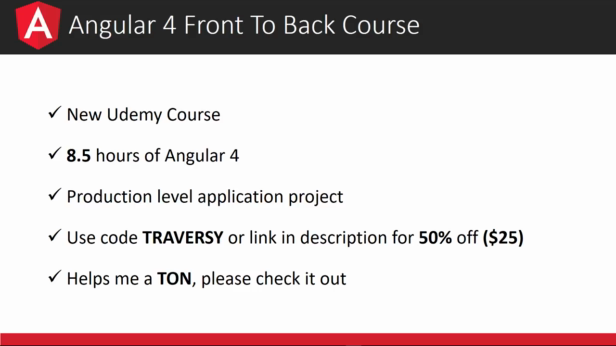 A
Angular 4 Front To Back Course
✓ New Udemy Course
✓ 8.5 hours of Angular 4
✓ Production level application project
✓ Use code TRAVERSY or link in description for 50% off ($25)
✓ Helps me a TON, please check it out